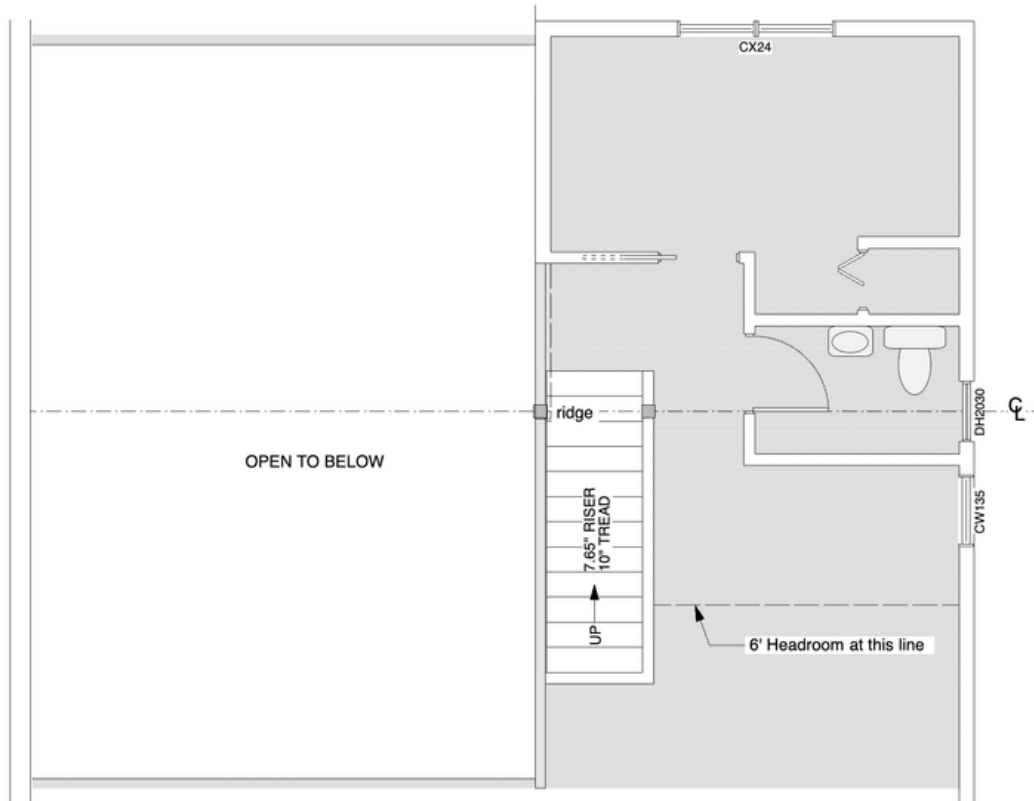 CX24
ridge
℄
DH2030
OPEN TO BELOW
CW135
7.65" RISER
10" TREAD
UP
6' Headroom at this line